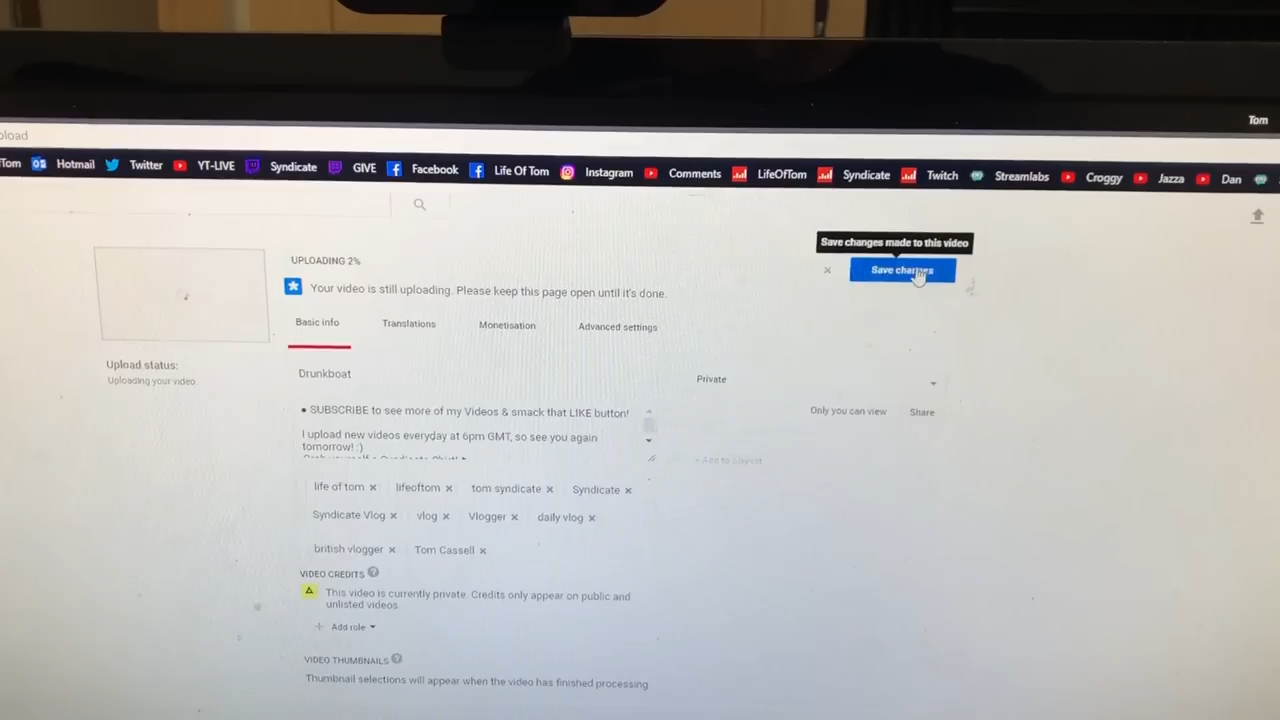 Tom
pload
Tom Hotmail Twitter YT-LIVE Syndicate GIVE Facebook Life Of Tom Instagram Comments LifeOfTom Syndicate Twitch Streamlabs Croggy Jazza Dan
Save changes made to this video
UPLOADING 2%
Save changes
Your video is still uploading. Please keep this page open until it's done.
Basic info Translations Monetisation Advanced settings
Upload status:
Uploading your video.
Drunkboat
Private
• SUBSCRIBE to see more of my Videos & smack that LIKE button!
Only you can view Share
I upload new videos everyday at 6pm GMT, so see you again
tomorrow! :)
+ Add to playlist
life of tom × lifeoftom × tom syndicate × Syndicate ×
Syndicate Vlog × vlog × Vlogger × daily vlog ×
british vlogger × Tom Cassell ×
VIDEO CREDITS ?
This video is currently private. Credits only appear on public and
unlisted videos.
+ Add role
VIDEO THUMBNAILS ?
Thumbnail selections will appear when the video has finished processing